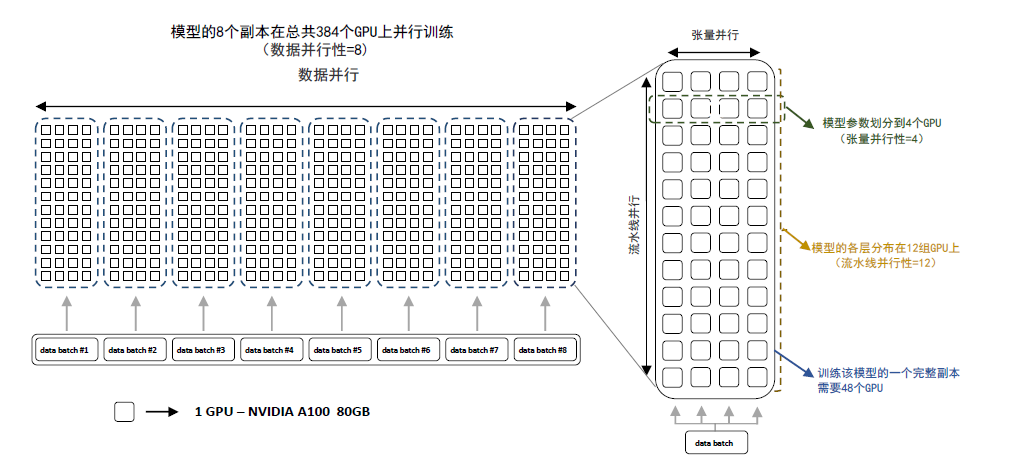 模型的8个副本在总共384个GPU上并行训练
（数据并行性=8）
数据并行
data batch #1
data batch #2
data batch #3
data batch #4
data batch #5
data batch #6
data batch #7
data batch #8
1 GPU – NVIDIA A100 80GB
张量并行
流水线并行
模型参数划分到4个GPU
（张量并行性=4）
模型的各层分布在12组GPU上
（流水线并行性=12）
训练该模型的一个完整副本
需要48个GPU
data batch